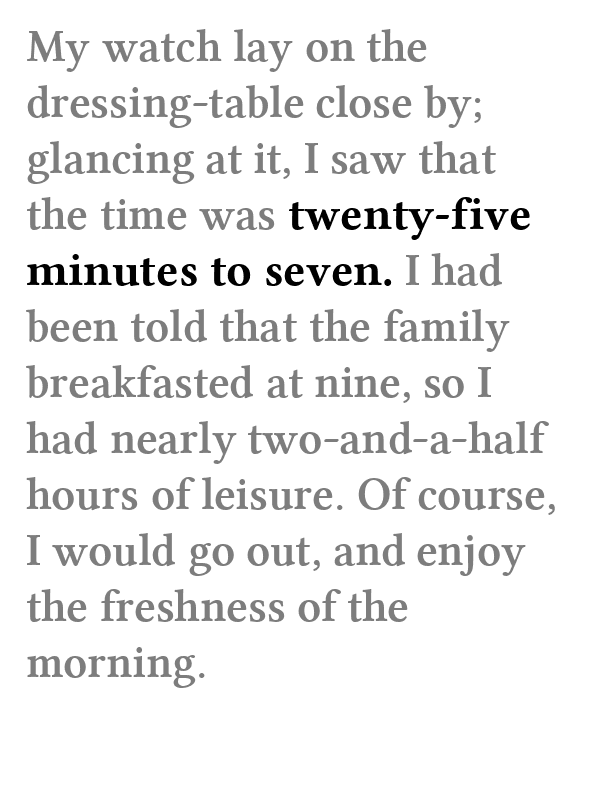 My watch lay on the
dressing-table close by;
glancing at it, I saw that
the time was twenty-five
minutes to seven. I had
been told that the family
breakfasted at nine, so I
had nearly two-and-a-half
hours of leisure. Of course,
I would go out, and enjoy
the freshness of the
morning.